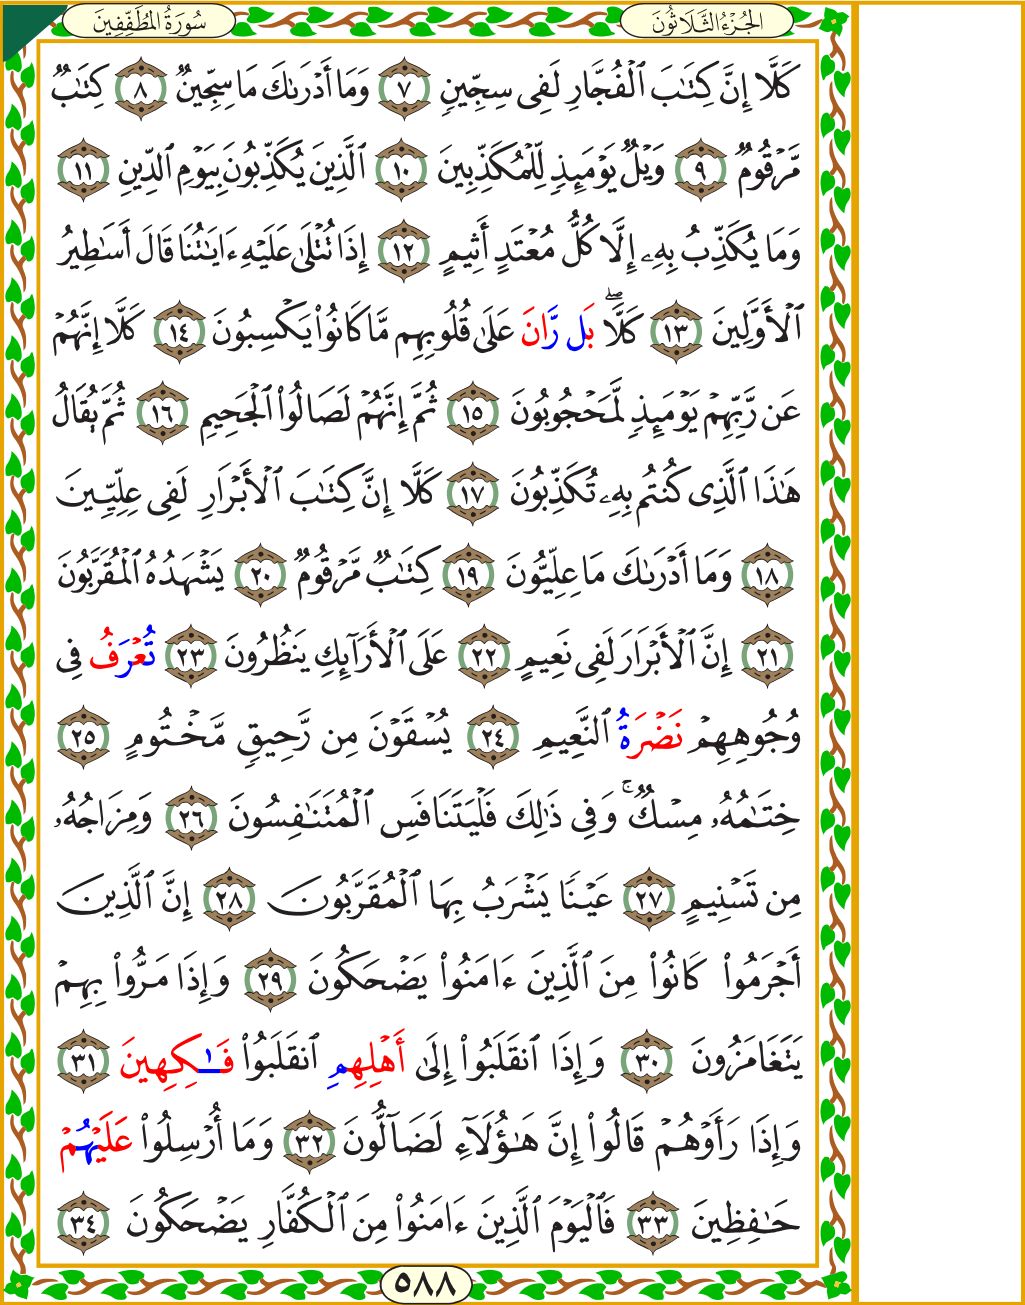 الجُزْءُ الثَّلَاثُونَ
سُورَةُ المُطَفِّفِينَ
كَلَّا إِنَّ كِتَٰبَ ٱلْفُجَّارِ لَفِى سِجِّينٍ ٧ وَمَا أَدْرَىٰكَ مَا سِجِّينٌ ٨ كِتَٰبٌ
مَّرْقُومٌ ٩ وَيْلٌ يَوْمَئِذٍ لِّلْمُكَذِّبِينَ ١٠ ٱلَّذِينَ يُكَذِّبُونَ بِيَوْمِ ٱلدِّينِ ١١
وَمَا يُكَذِّبُ بِهِۦ إِلَّا كُلُّ مُعْتَدٍ أَثِيمٍ ١٢ إِذَا تُتْلَىٰ عَلَيْهِ ءَايَٰتُنَا قَالَ أَسَٰطِيرُ
ٱلْأَوَّلِينَ ١٣ كَلَّا ۖ بَل رَّانَ عَلَىٰ قُلُوبِهِم مَّا كَانُوا۟ يَكْسِبُونَ ١٤ كَلَّا إِنَّهُمْ
عَن رَّبِّهِمْ يَوْمَئِذٍ لَّمَحْجُوبُونَ ١٥ ثُمَّ إِنَّهُمْ لَصَالُوا۟ ٱلْجَحِيمِ ١٦ ثُمَّ يُقَالُ
هَٰذَا ٱلَّذِى كُنتُم بِهِۦ تُكَذِّبُونَ ١٧ كَلَّا إِنَّ كِتَٰبَ ٱلْأَبْرَارِ لَفِى عِلِّيِّينَ
١٨ وَمَا أَدْرَىٰكَ مَا عِلِّيُّونَ ١٩ كِتَٰبٌ مَّرْقُومٌ ٢٠ يَشْهَدُهُ ٱلْمُقَرَّبُونَ
٢١ إِنَّ ٱلْأَبْرَارَ لَفِى نَعِيمٍ ٢٢ عَلَى ٱلْأَرَآئِكِ يَنظُرُونَ ٢٣ تُعْرَفُ فِى
وُجُوهِهِمْ نَضْرَةُ ٱلنَّعِيمِ ٢٤ يُسْقَوْنَ مِن رَّحِيقٍ مَّخْتُومٍ ٢٥
خِتَٰمُهُۥ مِسْكٌ ۚ وَفِى ذَٰلِكَ فَلْيَتَنَافَسِ ٱلْمُتَنَٰفِسُونَ ٢٦ وَمِزَاجُهُۥ
مِن تَسْنِيمٍ ٢٧ عَيْنًا يَشْرَبُ بِهَا ٱلْمُقَرَّبُونَ ٢٨ إِنَّ ٱلَّذِينَ
أَجْرَمُوا۟ كَانُوا۟ مِنَ ٱلَّذِينَ ءَامَنُوا۟ يَضْحَكُونَ ٢٩ وَإِذَا مَرُّوا۟ بِهِمْ
يَتَغَامَزُونَ ٣٠ وَإِذَا ٱنقَلَبُوا۟ إِلَىٰ أَهْلِهِمِ ٱنقَلَبُوا۟ فَٰكِهِينَ ٣١
وَإِذَا رَأَوْهُمْ قَالُوا۟ إِنَّ هَٰؤُلَآءِ لَضَآلُّونَ ٣٢ وَمَا أُرْسِلُوا۟ عَلَيْهُمْ
حَٰفِظِينَ ٣٣ فَٱلْيَوْمَ ٱلَّذِينَ ءَامَنُوا۟ مِنَ ٱلْكُفَّارِ يَضْحَكُونَ ٣٤
٥٨٨